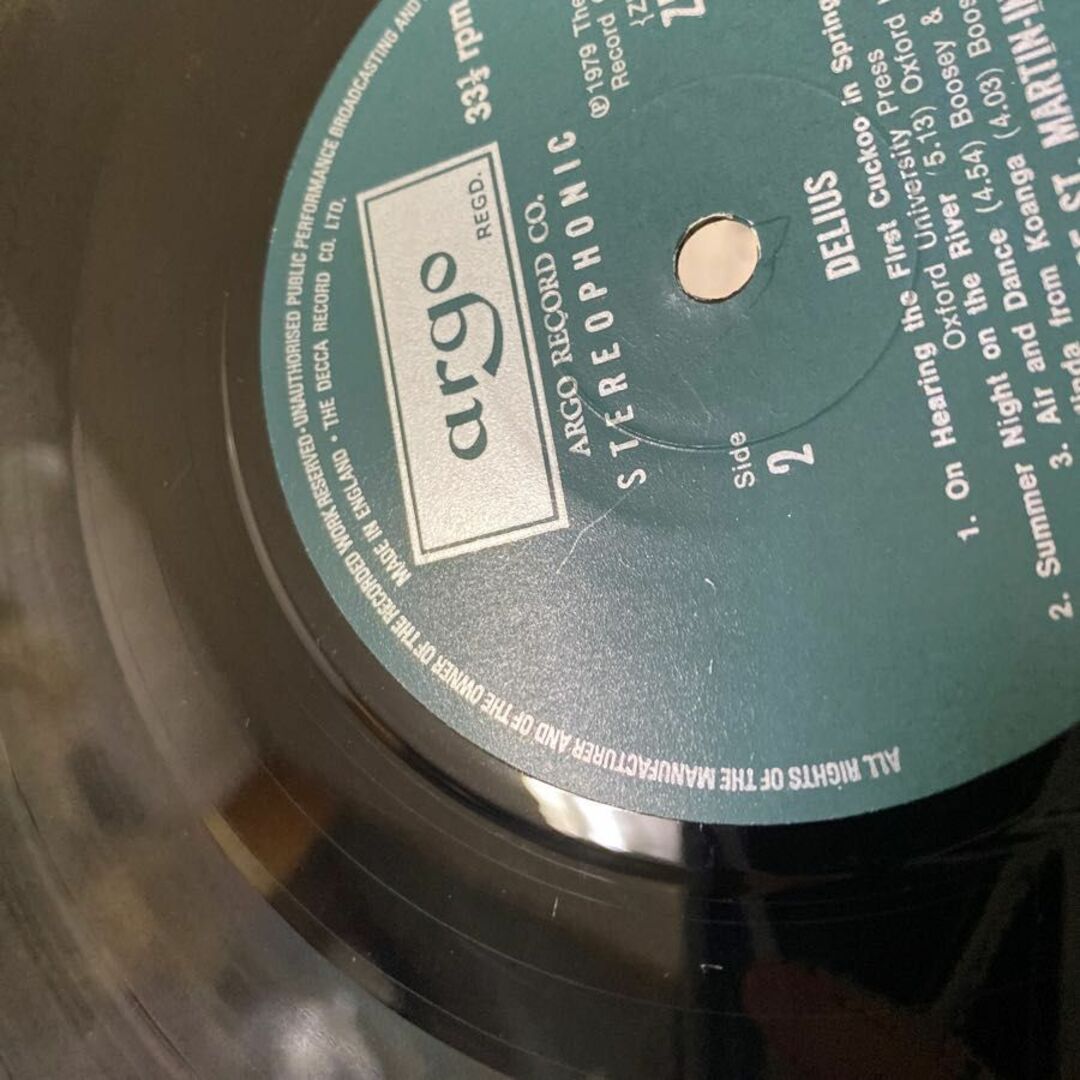 ALL RIGHTS OF THE MANUFACTURER AND OF THE OWNER OF THE RECORDED WORK RESERVED · UNAUTHORISED PUBLIC PERFORMANCE BROADCASTING AND
MADE IN ENGLAND · THE DECCA RECORD CO. LTD.
argo
REGD.
33⅓ rpm
ARGO RECORD CO.
STEREOPHONIC
℗ 1979 The
Record
Side
2
DELIUS
1. On Hearing the First Cuckoo in Spring
Oxford University Press
2. Summer Night on the River (5.13) Oxford
3. Air and Dance (4.54) Boosey &
from Koanga (4.03)
ST. MARTIN-IN